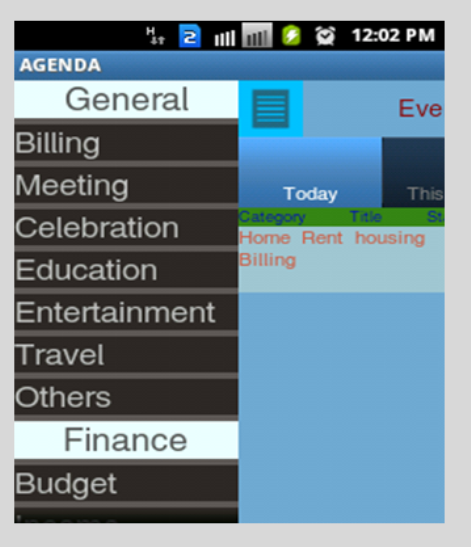 H 2 12:02 PM
AGENDA
General
Billing
Meeting
Celebration
Education
Entertainment
Travel
Others
Finance
Budget
Income
Eve
Today This
Category Title St
Home Rent housing
Billing